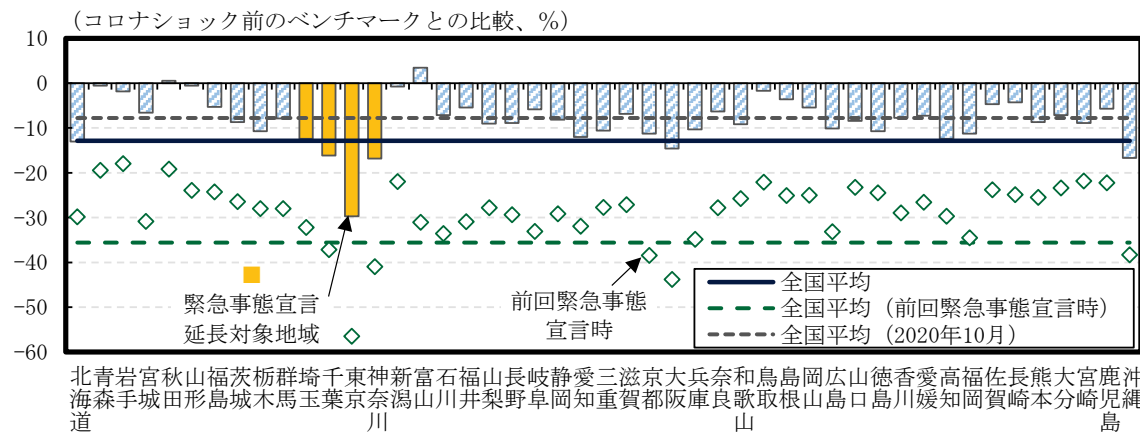 (コロナショック前のベンチマークとの比較、%)
10
0
-10
-20
-30
-40
-50
-60
緊急事態宣言
延長対象地域
前回緊急事態
宣言時
全国平均
全国平均（前回緊急事態宣言時）
全国平均（2020年10月）
北海道 青森 岩手 宮城 秋田 山形 福島 茨城 栃木 群馬 埼玉 千葉 東京 神奈川 新潟 富山 石川 福井 山梨 長野 岐阜 静岡 愛知 三重 滋賀 京都 大阪 兵庫 奈良 和歌山 鳥取 島根 岡山 広島 山口 徳島 香川 愛媛 高知 福岡 佐賀 長崎 熊本 大分 宮崎 鹿児島 沖縄